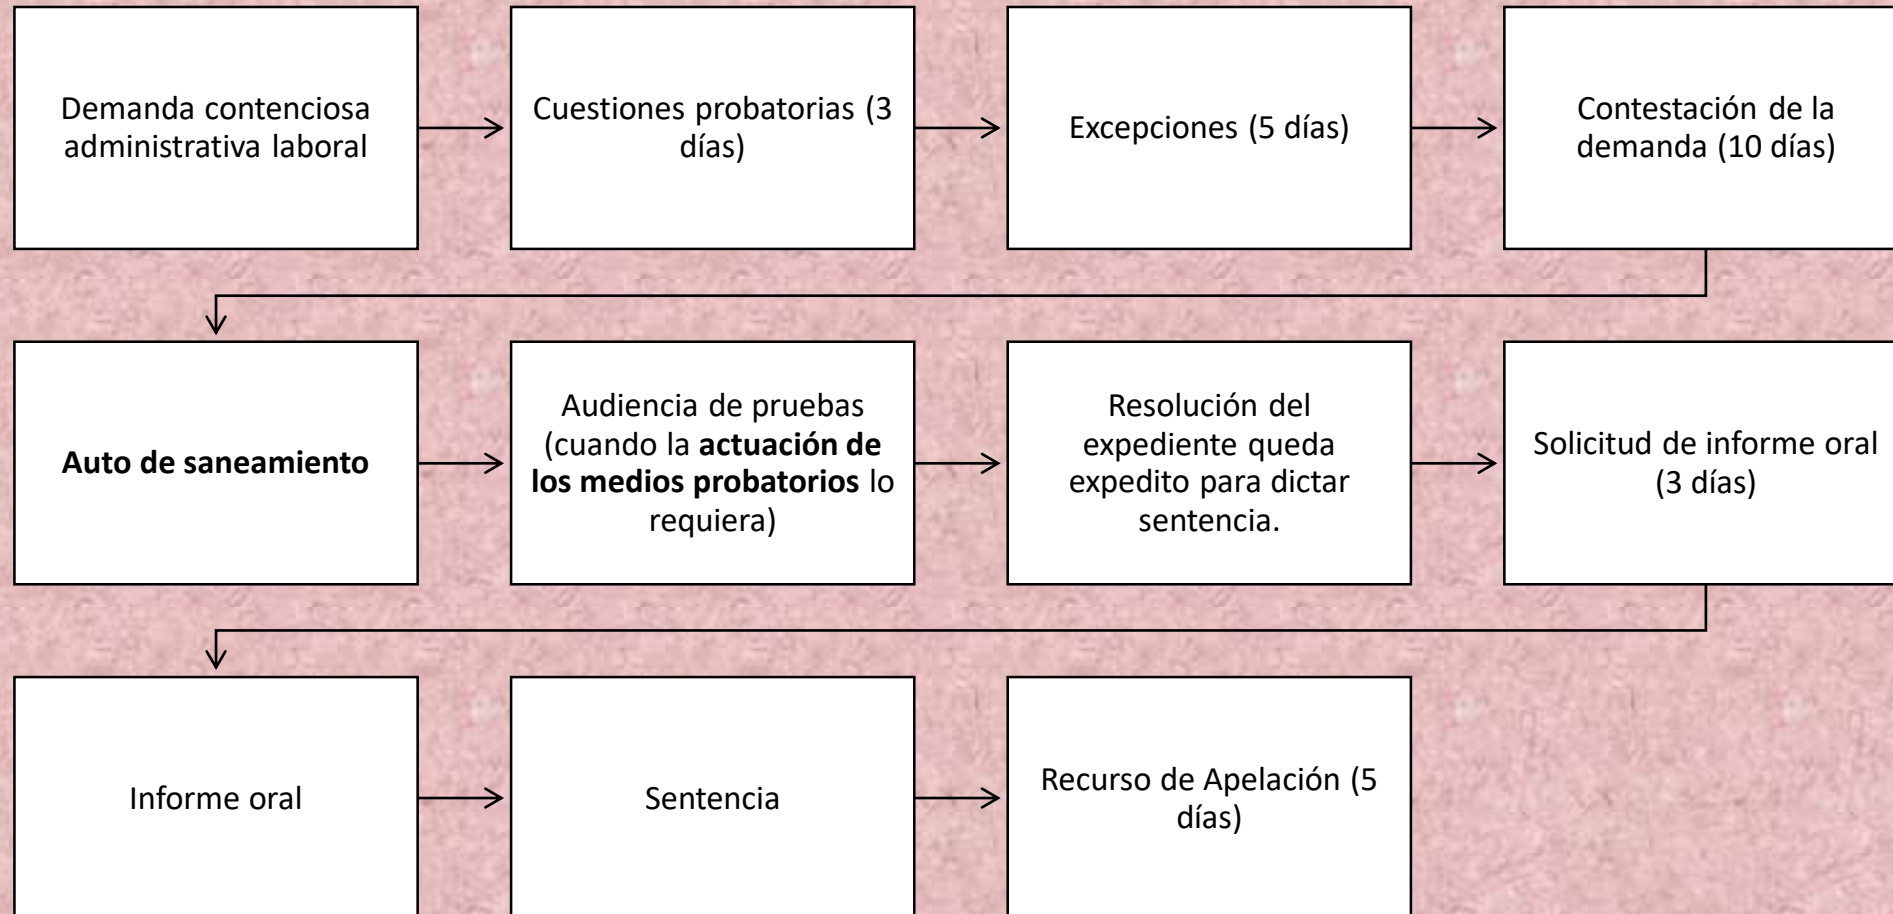 Demanda contenciosa
administrativa laboral
Cuestiones probatorias (3
días)
Excepciones (5 días)
Contestación de la
demanda (10 días)
Auto de saneamiento
Audiencia de pruebas
(cuando la actuación de
los medios probatorios lo
requiera)
Resolución del
expediente queda
expedito para dictar
sentencia.
Solicitud de informe oral
(3 días)
Informe oral
Sentencia
Recurso de Apelación (5
días)